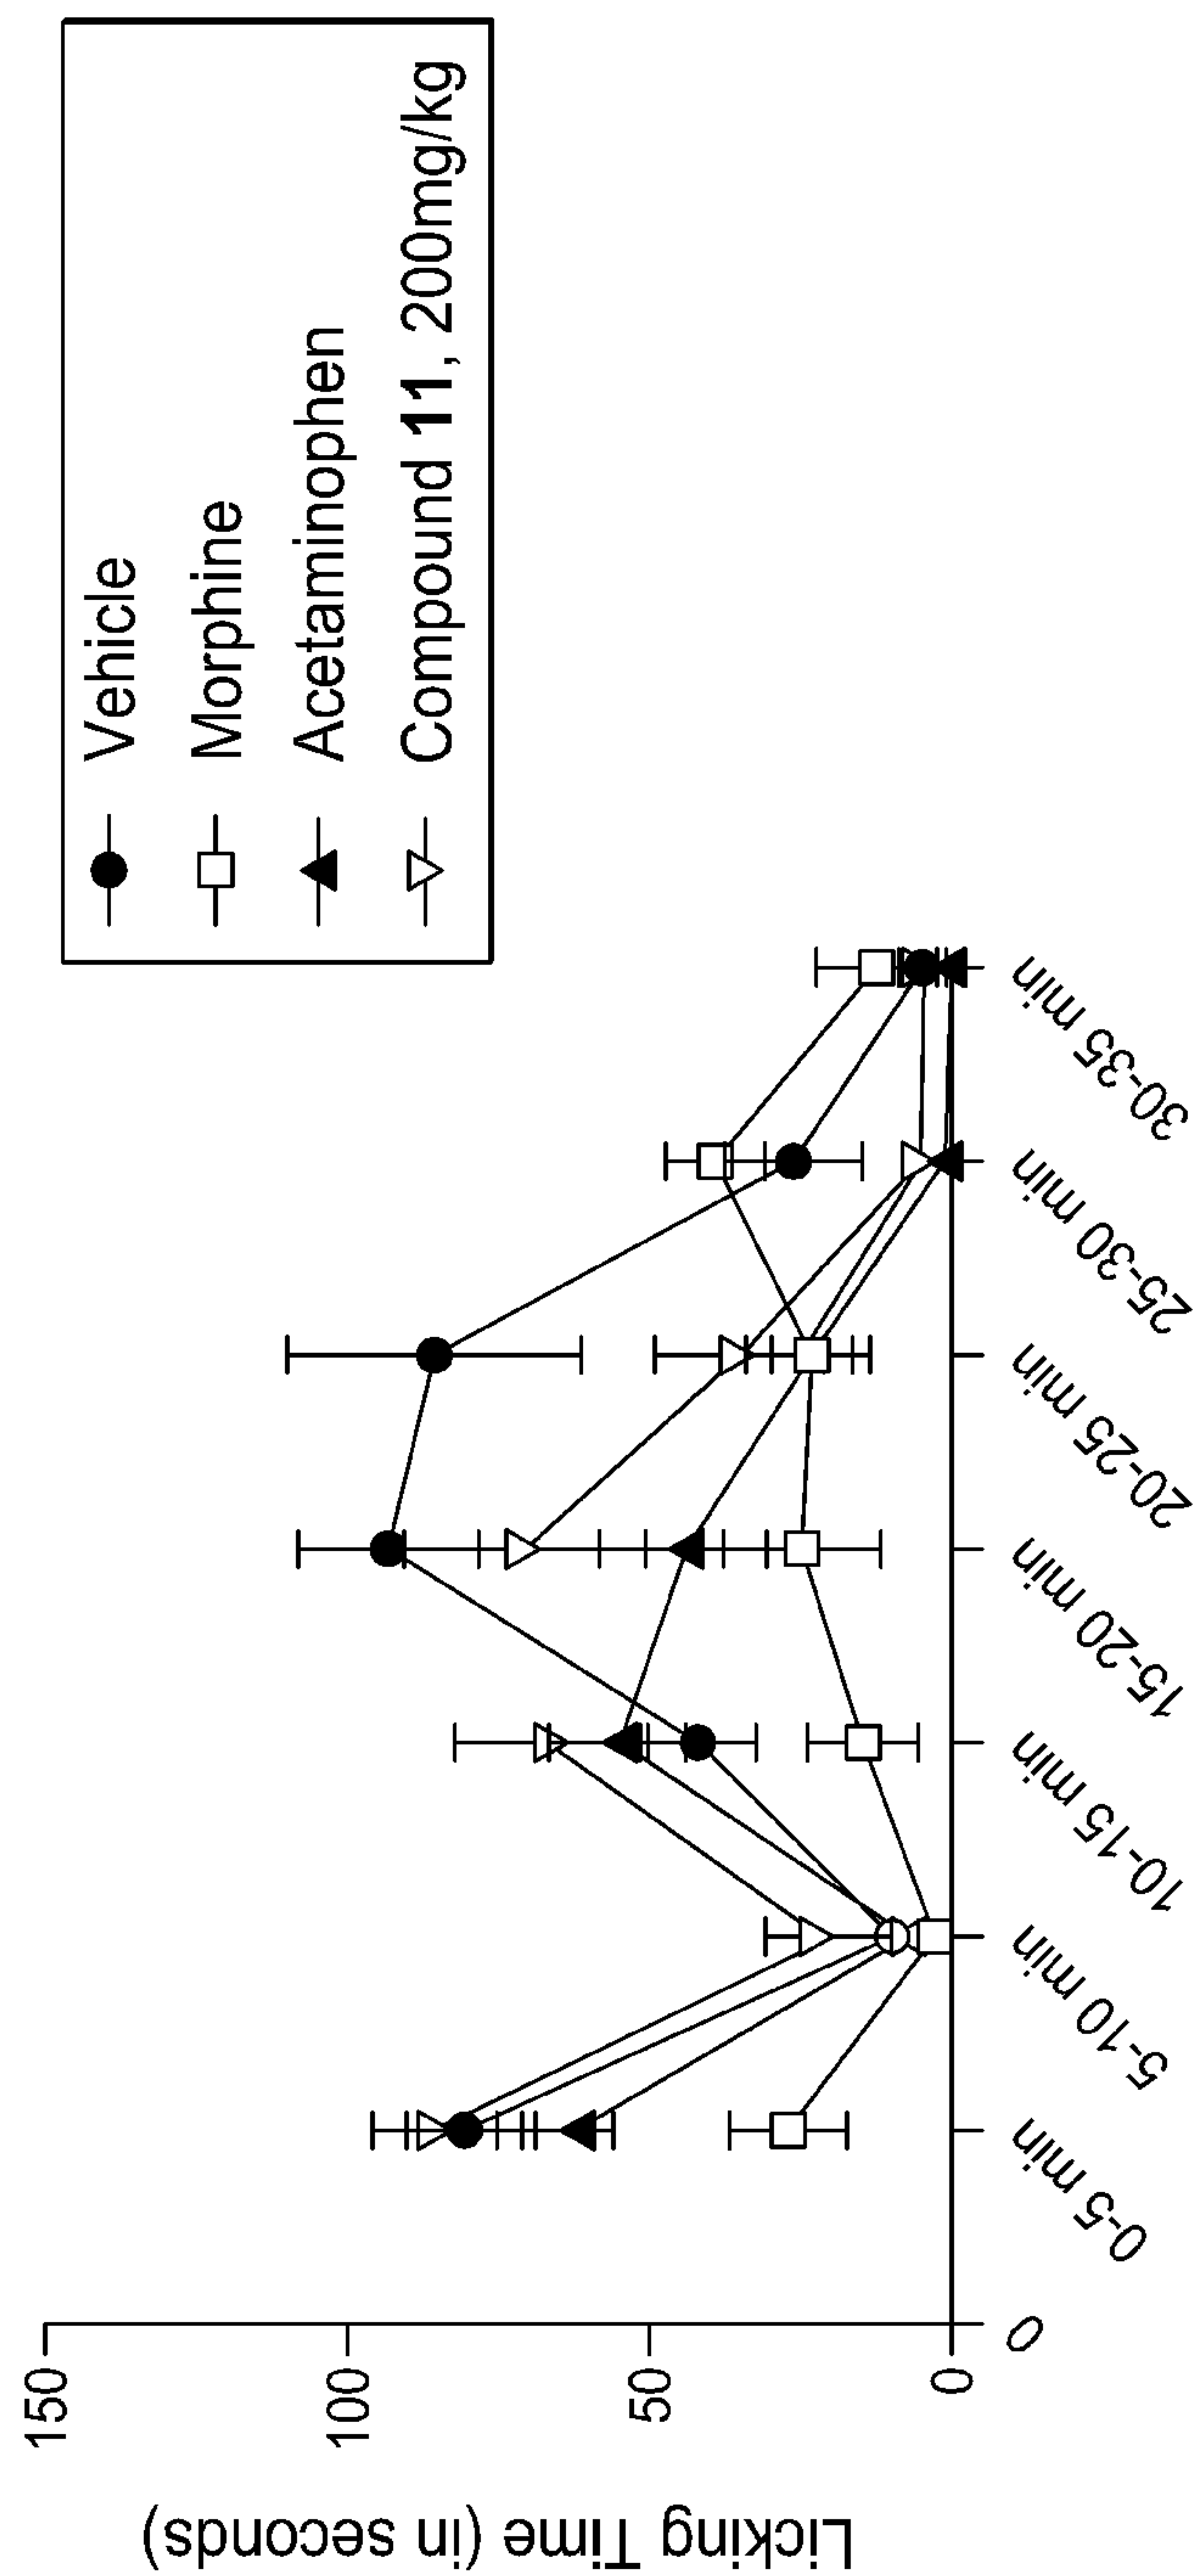 Vehicle
Morphine
Acetaminophen
Compound 11, 200mg/kg
Licking Time (in seconds)
150
100
50
0
0
0-5 min
5-10 min
10-15 min
15-20 min
20-25 min
25-30 min
30-35 min